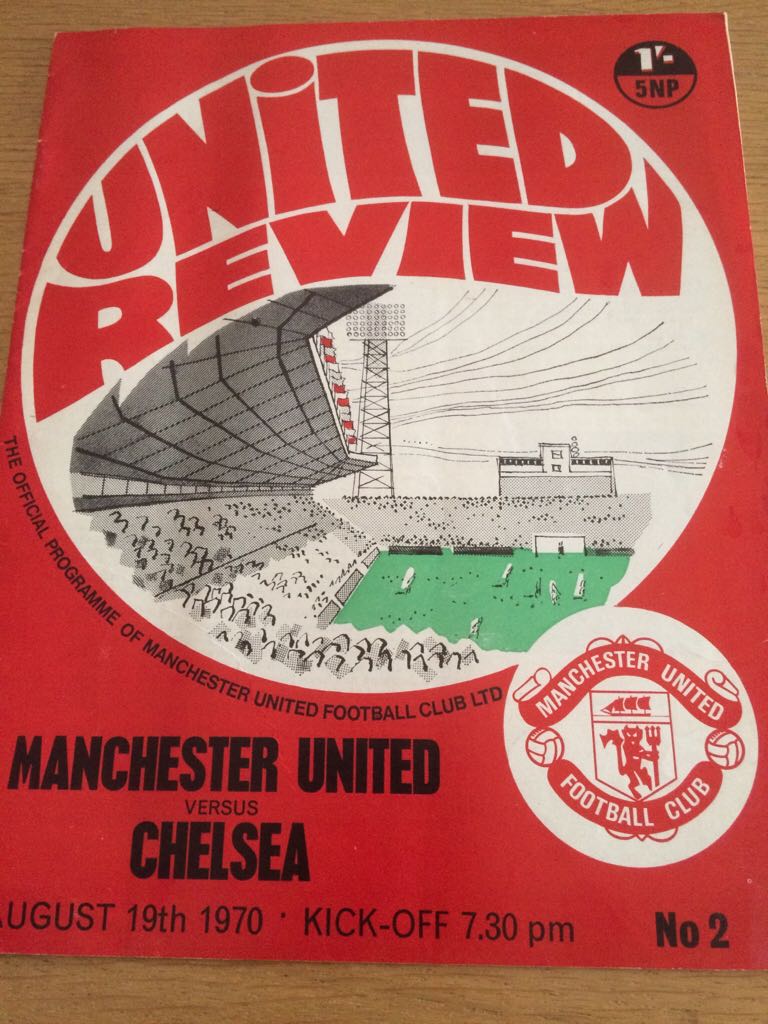 1'-
5NP
UNiTED
REVIEW
THE OFFICIAL PROGRAMME OF MANCHESTER UNITED FOOTBALL CLUB LTD
MANCHESTER UNITED
FOOTBALL CLUB
MANCHESTER UNITED
VERSUS
CHELSEA
AUGUST 19th 1970 · KICK-OFF 7.30 pm
No 2